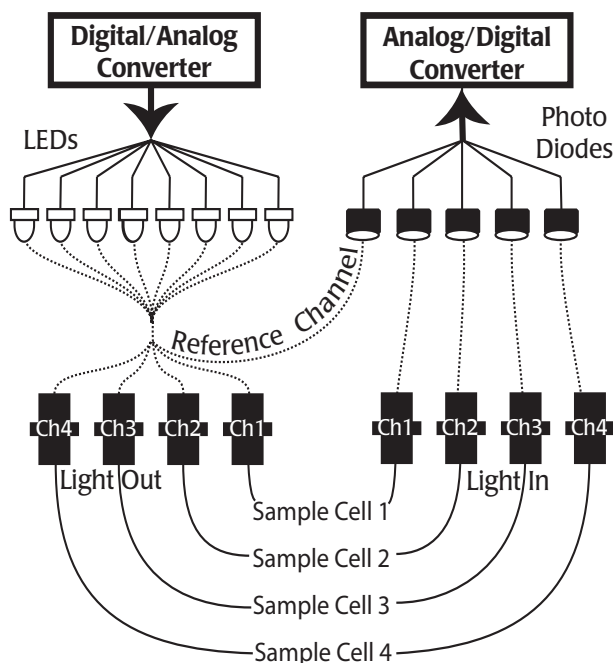 Digital/Analog
Converter
Analog/Digital
Converter
LEDs
Photo
Diodes
Reference Channel
Ch4
Ch3
Ch2
Ch1
Ch1
Ch2
Ch3
Ch4
Light Out
Light In
Sample Cell 1
Sample Cell 2
Sample Cell 3
Sample Cell 4